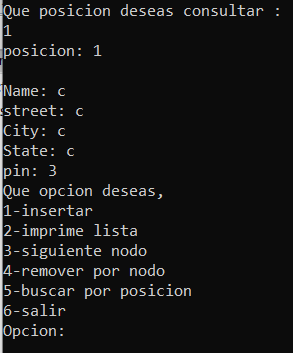 Que posicion deseas consultar :
1
posicion: 1
Name: c
street: c
City: c
State: c
pin: 3
Que opcion deseas,
1-insertar
2-imprime lista
3-siguiente nodo
4-remover por nodo
5-buscar por posicion
6-salir
Opcion: